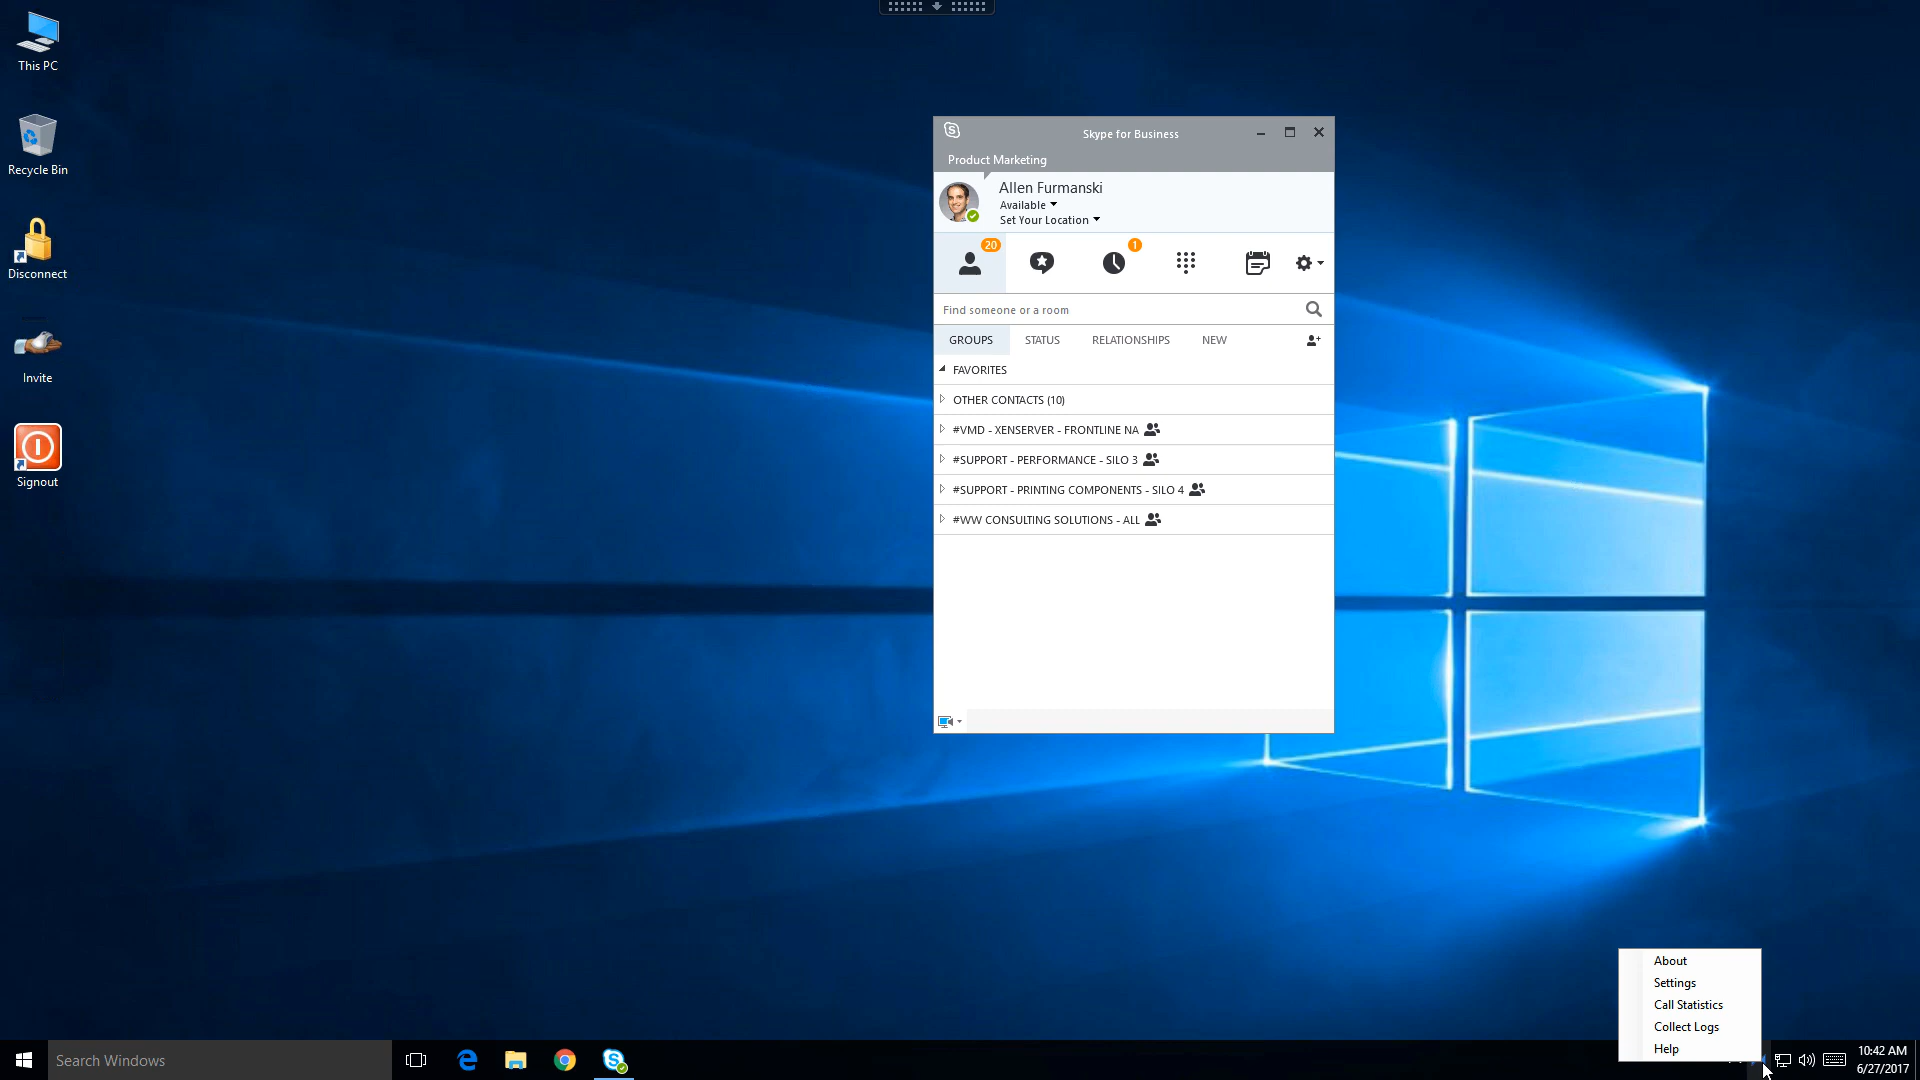 This PC
Recycle Bin
Disconnect
Invite
Signout
Skype for Business
Product Marketing
Allen Furmanski
Available
Set Your Location
20
1
Find someone or a room
GROUPS STATUS RELATIONSHIPS NEW
FAVORITES
OTHER CONTACTS (10)
#VMD - XENSERVER - FRONTLINE NA
#SUPPORT - PERFORMANCE - SILO 3
#SUPPORT - PRINTING COMPONENTS - SILO 4
#WW CONSULTING SOLUTIONS - ALL
About
Settings
Call Statistics
Collect Logs
Help
Search Windows
10:42 AM
6/27/2017